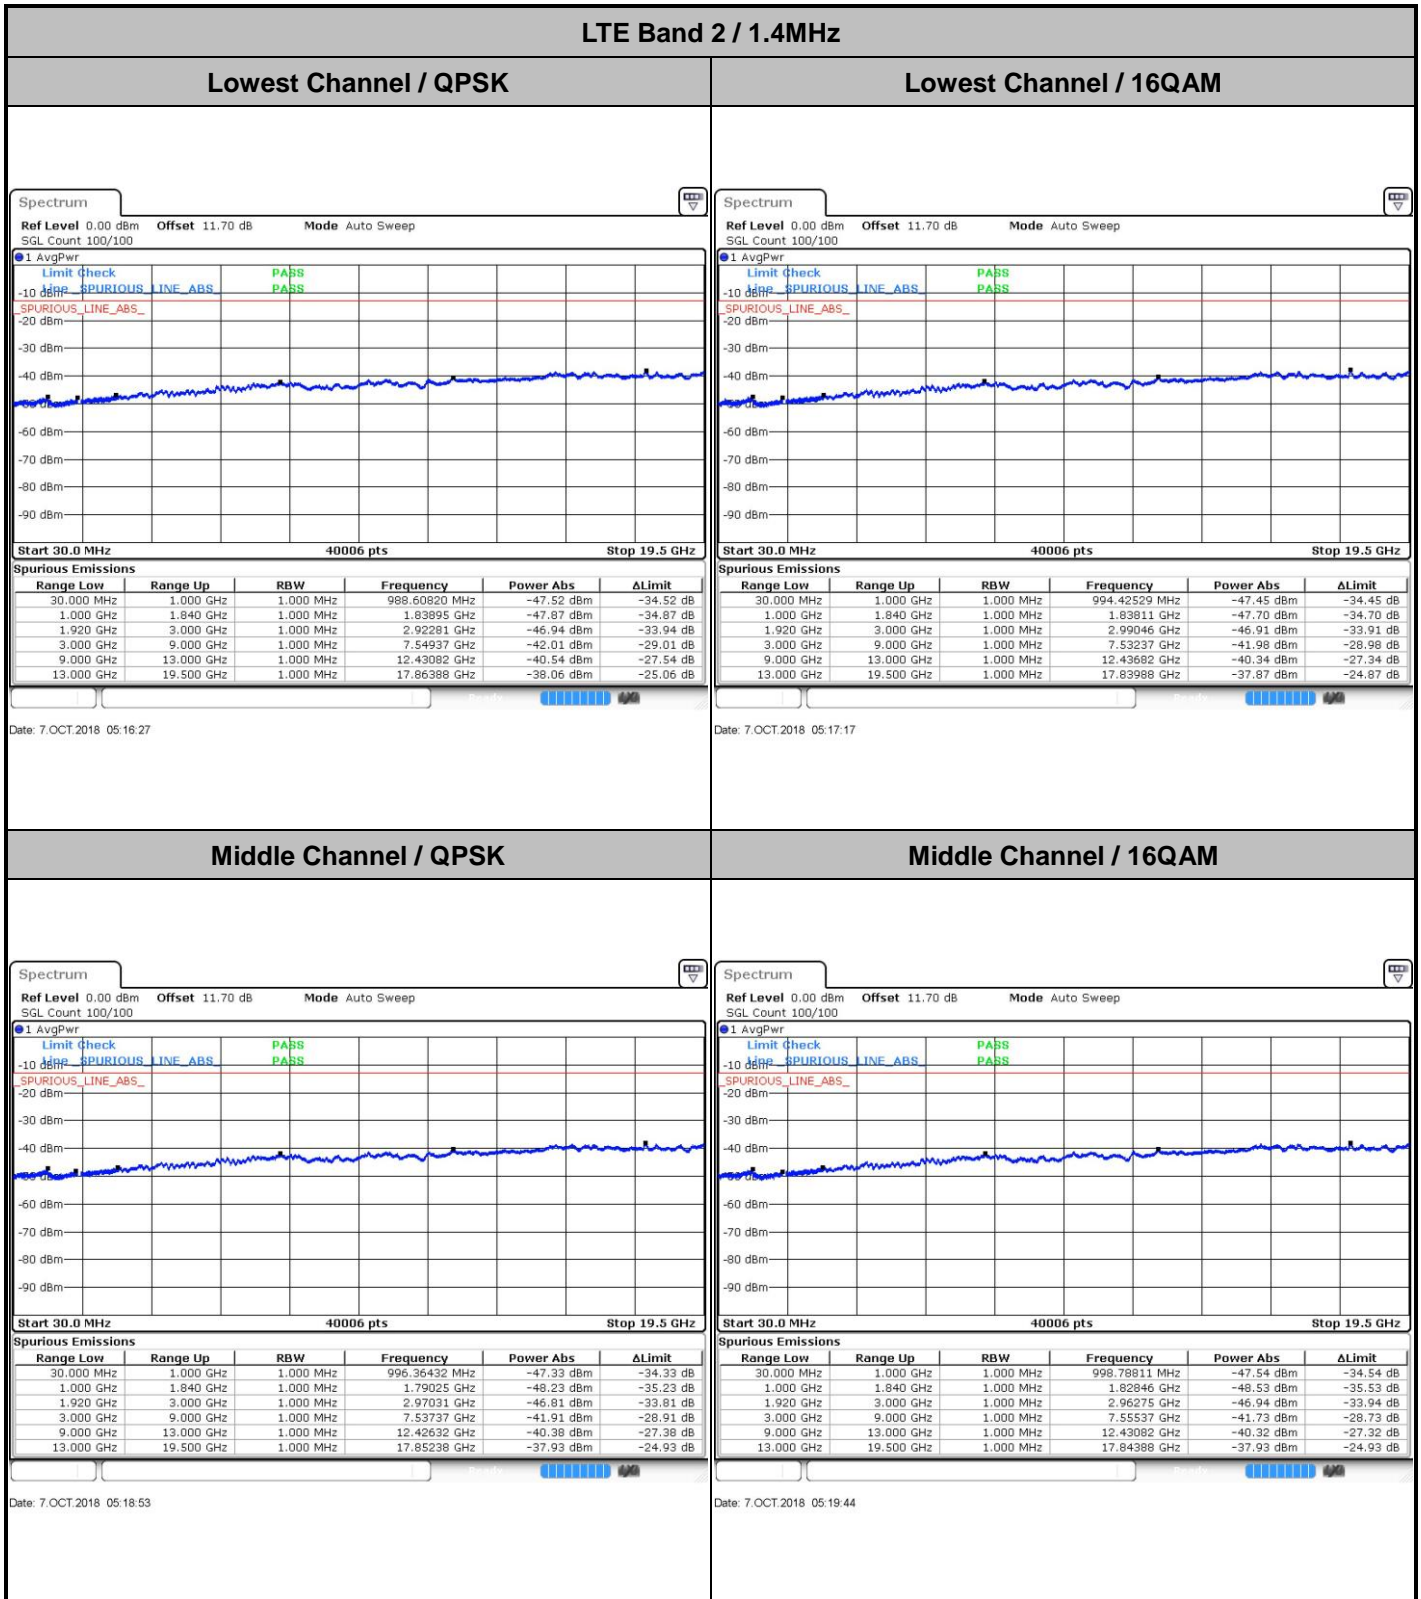 LTE Band 2 / 1.4MHz
Lowest Channel / QPSK
Lowest Channel / 16QAM
Spectrum
Ref Level 0.00 dBm Offset 11.70 dB Mode Auto Sweep
SGL Count 100/100
1 AvgPwr
Limit Check PASS
Line _SPURIOUS_LINE_ABS_ PASS
-10 dBm
_SPURIOUS_LINE_ABS_
-20 dBm
-30 dBm
-40 dBm
-60 dBm
-70 dBm
-80 dBm
-90 dBm
Start 30.0 MHz 40006 pts Stop 19.5 GHz
Spurious Emissions
Range Low Range Up RBW Frequency Power Abs ΔLimit
30.000 MHz 1.000 GHz 1.000 MHz 988.60820 MHz -47.52 dBm -34.52 dB
1.000 GHz 1.840 GHz 1.000 MHz 1.83895 GHz -47.87 dBm -34.87 dB
1.920 GHz 3.000 GHz 1.000 MHz 2.92281 GHz -46.94 dBm -33.94 dB
3.000 GHz 9.000 GHz 1.000 MHz 7.54937 GHz -42.01 dBm -29.01 dB
9.000 GHz 13.000 GHz 1.000 MHz 12.43082 GHz -40.54 dBm -27.54 dB
13.000 GHz 19.500 GHz 1.000 MHz 17.86388 GHz -38.06 dBm -25.06 dB
Date: 7.OCT.2018 05:16:27
Spectrum
Ref Level 0.00 dBm Offset 11.70 dB Mode Auto Sweep
SGL Count 100/100
1 AvgPwr
Limit Check PASS
Line _SPURIOUS_LINE_ABS_ PASS
-10 dBm
_SPURIOUS_LINE_ABS_
-20 dBm
-30 dBm
-40 dBm
-60 dBm
-70 dBm
-80 dBm
-90 dBm
Start 30.0 MHz 40006 pts Stop 19.5 GHz
Spurious Emissions
Range Low Range Up RBW Frequency Power Abs ΔLimit
30.000 MHz 1.000 GHz 1.000 MHz 994.42529 MHz -47.45 dBm -34.45 dB
1.000 GHz 1.840 GHz 1.000 MHz 1.83811 GHz -47.70 dBm -34.70 dB
1.920 GHz 3.000 GHz 1.000 MHz 2.99046 GHz -46.91 dBm -33.91 dB
3.000 GHz 9.000 GHz 1.000 MHz 7.53237 GHz -41.98 dBm -28.98 dB
9.000 GHz 13.000 GHz 1.000 MHz 12.43682 GHz -40.34 dBm -27.34 dB
13.000 GHz 19.500 GHz 1.000 MHz 17.83988 GHz -37.87 dBm -24.87 dB
Date: 7.OCT.2018 05:17:17
Middle Channel / QPSK
Middle Channel / 16QAM
Spectrum
Ref Level 0.00 dBm Offset 11.70 dB Mode Auto Sweep
SGL Count 100/100
1 AvgPwr
Limit Check PASS
Line _SPURIOUS_LINE_ABS_ PASS
-10 dBm
_SPURIOUS_LINE_ABS_
-20 dBm
-30 dBm
-40 dBm
-60 dBm
-70 dBm
-80 dBm
-90 dBm
Start 30.0 MHz 40006 pts Stop 19.5 GHz
Spurious Emissions
Range Low Range Up RBW Frequency Power Abs ΔLimit
30.000 MHz 1.000 GHz 1.000 MHz 996.36432 MHz -47.33 dBm -34.33 dB
1.000 GHz 1.840 GHz 1.000 MHz 1.79025 GHz -48.23 dBm -35.23 dB
1.920 GHz 3.000 GHz 1.000 MHz 2.97031 GHz -46.81 dBm -33.81 dB
3.000 GHz 9.000 GHz 1.000 MHz 7.53737 GHz -41.91 dBm -28.91 dB
9.000 GHz 13.000 GHz 1.000 MHz 12.42632 GHz -40.38 dBm -27.38 dB
13.000 GHz 19.500 GHz 1.000 MHz 17.85238 GHz -37.93 dBm -24.93 dB
Date: 7.OCT.2018 05:18:53
Spectrum
Ref Level 0.00 dBm Offset 11.70 dB Mode Auto Sweep
SGL Count 100/100
1 AvgPwr
Limit Check PASS
Line _SPURIOUS_LINE_ABS_ PASS
-10 dBm
_SPURIOUS_LINE_ABS_
-20 dBm
-30 dBm
-40 dBm
-60 dBm
-70 dBm
-80 dBm
-90 dBm
Start 30.0 MHz 40006 pts Stop 19.5 GHz
Spurious Emissions
Range Low Range Up RBW Frequency Power Abs ΔLimit
30.000 MHz 1.000 GHz 1.000 MHz 998.78811 MHz -47.54 dBm -34.54 dB
1.000 GHz 1.840 GHz 1.000 MHz 1.82846 GHz -48.53 dBm -35.53 dB
1.920 GHz 3.000 GHz 1.000 MHz 2.96275 GHz -46.94 dBm -33.94 dB
3.000 GHz 9.000 GHz 1.000 MHz 7.55537 GHz -41.73 dBm -28.73 dB
9.000 GHz 13.000 GHz 1.000 MHz 12.43082 GHz -40.32 dBm -27.32 dB
13.000 GHz 19.500 GHz 1.000 MHz 17.84388 GHz -37.93 dBm -24.93 dB
Date: 7.OCT.2018 05:19:44